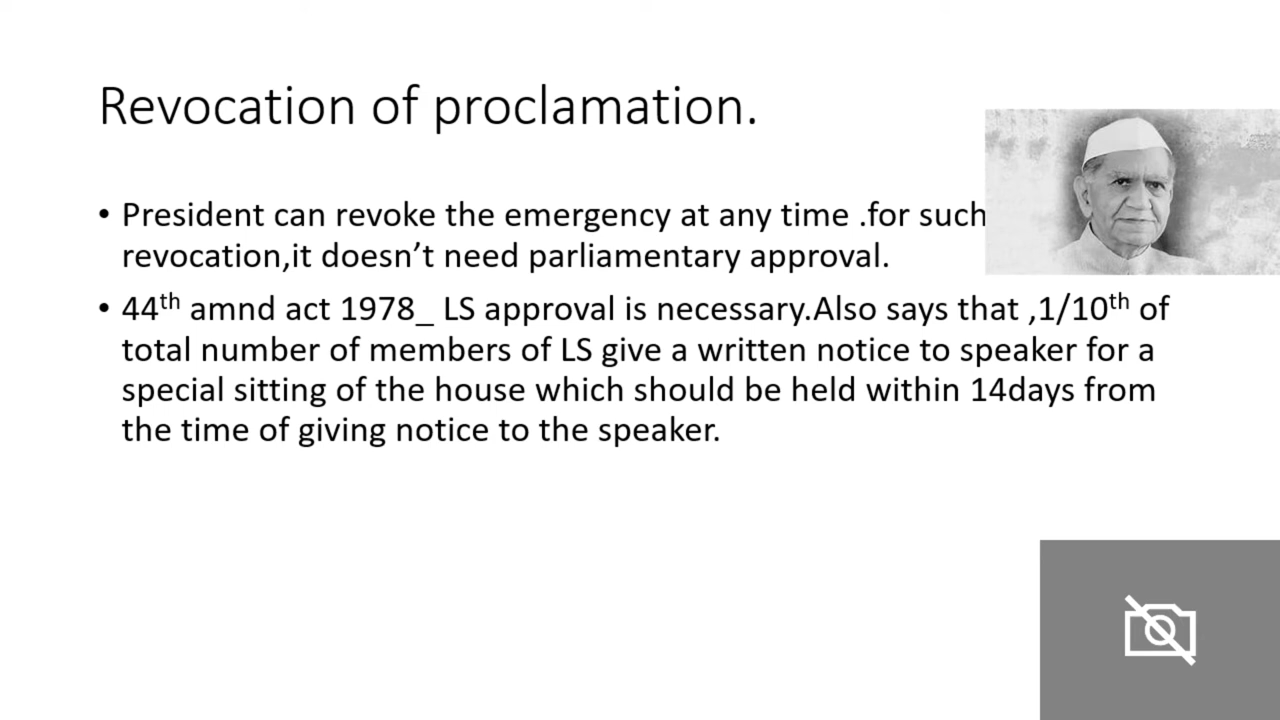 Revocation of proclamation.
• President can revoke the emergency at any time .for such
revocation,it doesn’t need parliamentary approval.
• 44th amnd act 1978_ LS approval is necessary.Also says that ,1/10th of
total number of members of LS give a written notice to speaker for a
special sitting of the house which should be held within 14days from
the time of giving notice to the speaker.